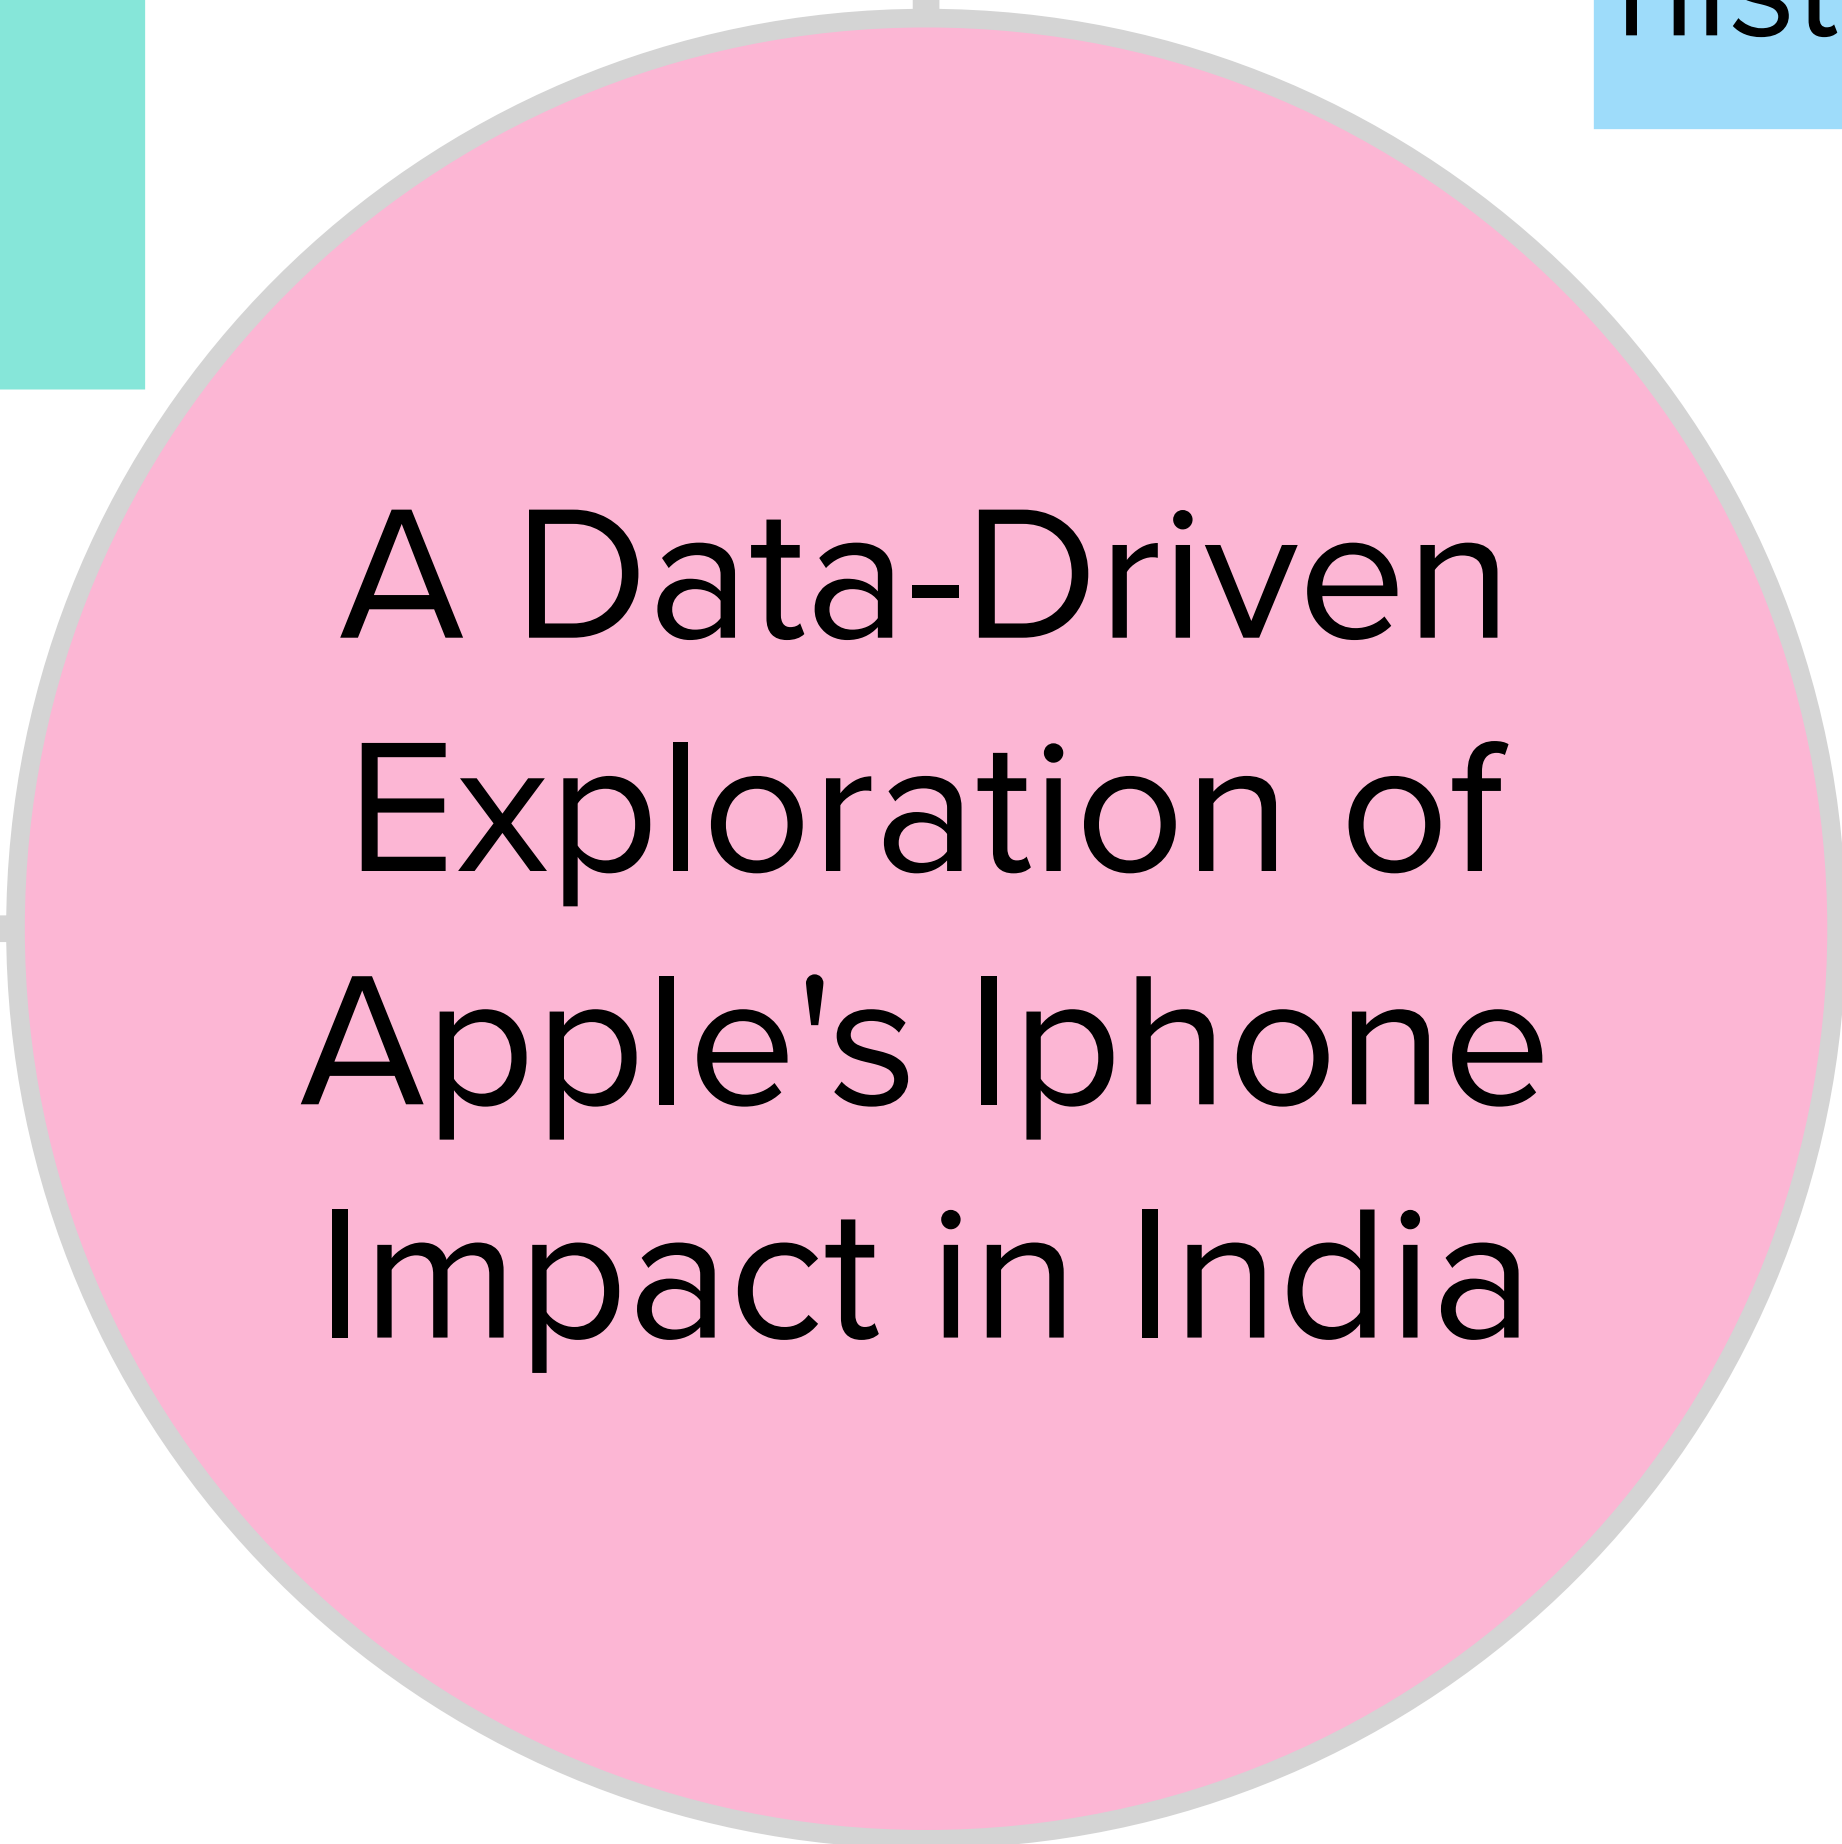 A Data-Driven
Exploration of
Apple's Iphone
Impact in India